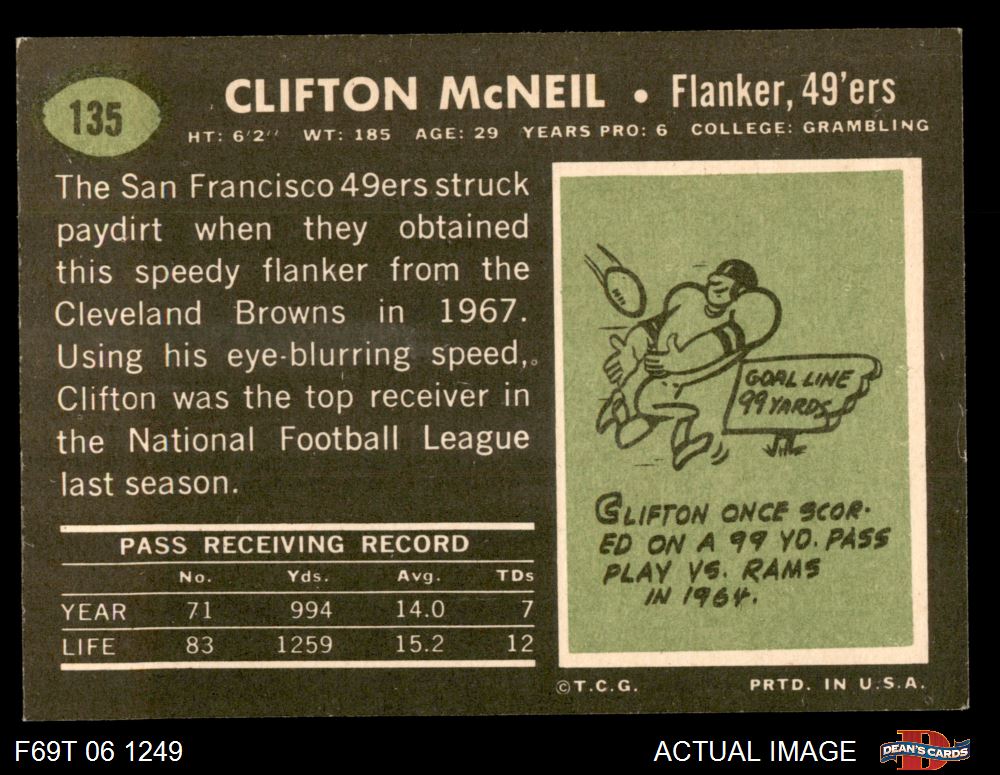 135
CLIFTON McNEIL • Flanker, 49'ers
HT: 6'2" WT: 185 AGE: 29 YEARS PRO: 6 COLLEGE: GRAMBLING
The San Francisco 49ers struck
paydirt when they obtained
this speedy flanker from the
Cleveland Browns in 1967.
Using his eye-blurring speed,
Clifton was the top receiver in
the National Football League
last season.
PASS RECEIVING RECORD
No. Yds. Avg. TDs
YEAR 71 994 14.0 7
LIFE 83 1259 15.2 12
GOAL LINE
99 YARDS
CLIFTON ONCE SCOR-
ED ON A 99 YD. PASS
PLAY VS. RAMS
IN 1964.
©T.C.G. PRTD. IN U.S.A.
F69T 06 1249 ACTUAL IMAGE
D
DEAN'S CARDS